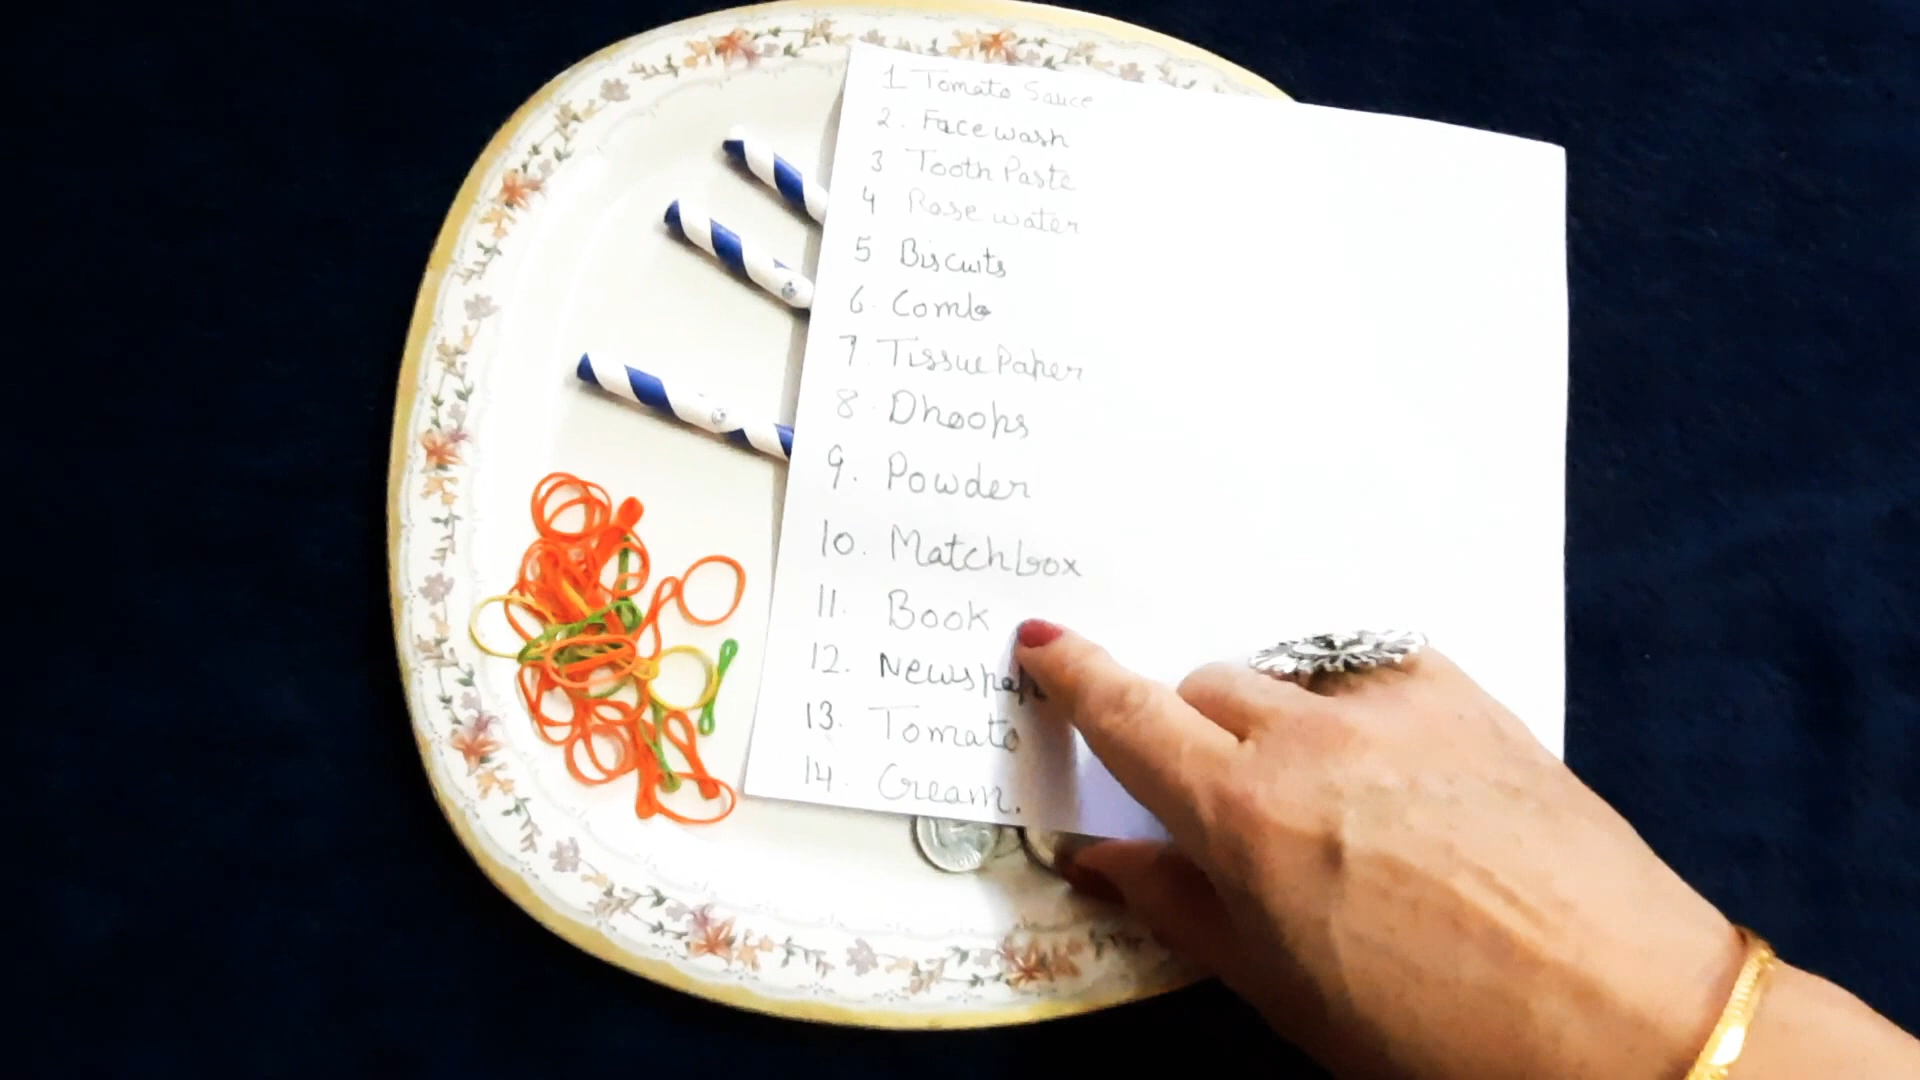 1 Tomato Sauce
2. Facewash
3 Tooth Paste
4 Rose water
5 Biscuits
6. Comb
7. Tissue Paper
8. Dhoops
9. Powder
10. Matchbox
11. Book
12. Newspap
13. Tomato
14. Cream.